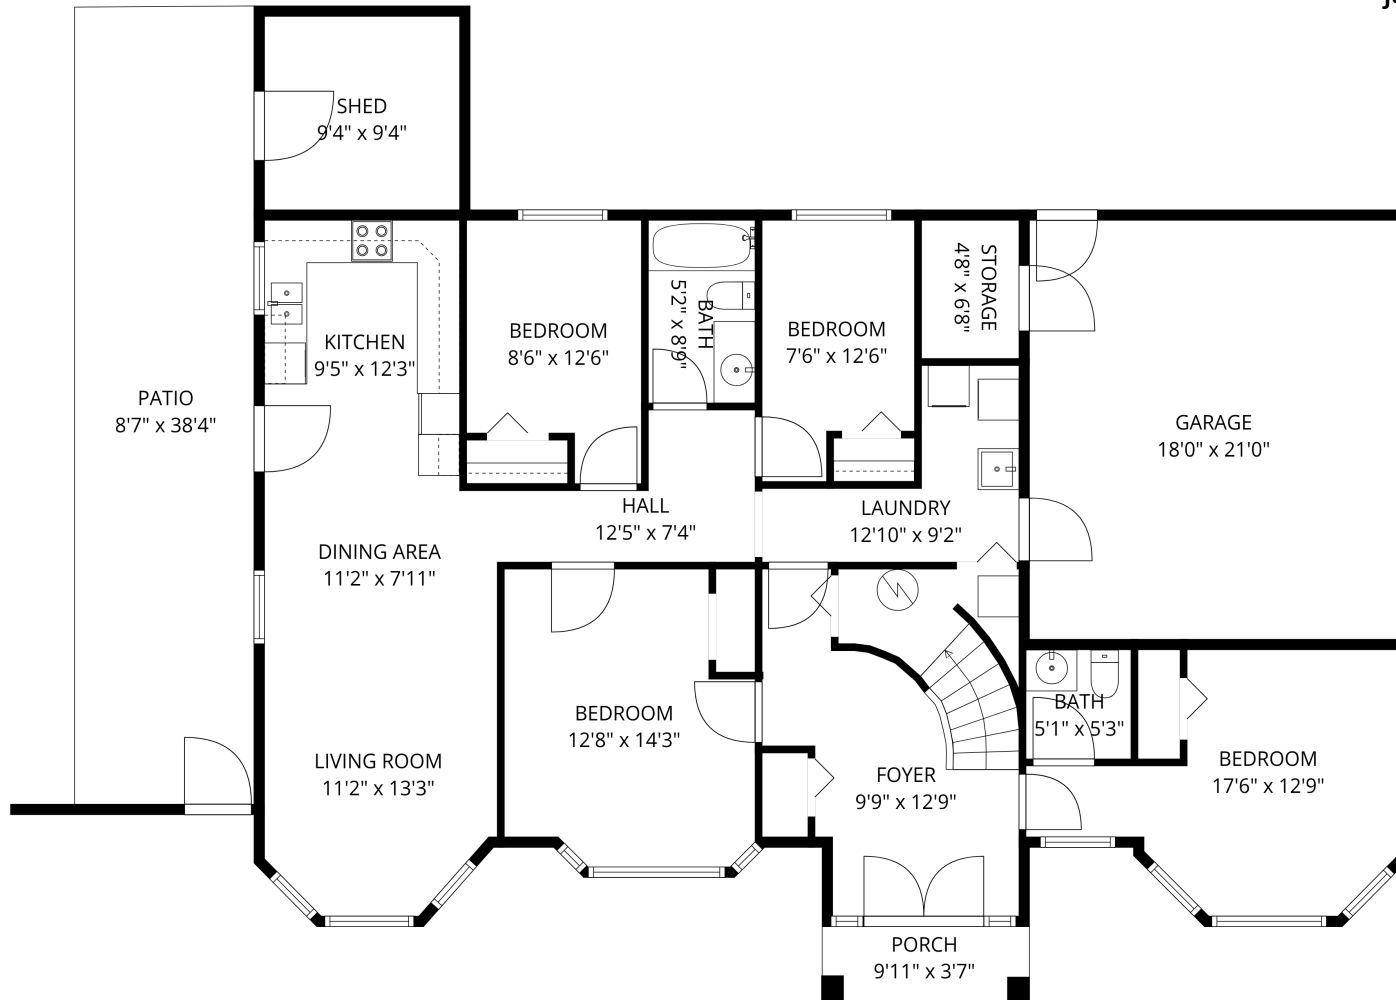 SHED
9'4" x 9'4"
KITCHEN
9'5" x 12'3"
BEDROOM
8'6" x 12'6"
BATH
5'2" x 8'9"
BEDROOM
7'6" x 12'6"
STORAGE
4'8" x 6'8"
PATIO
8'7" x 38'4"
GARAGE
18'0" x 21'0"
HALL
12'5" x 7'4"
LAUNDRY
12'10" x 9'2"
DINING AREA
11'2" x 7'11"
BEDROOM
12'8" x 14'3"
BATH
5'1" x 5'3"
LIVING ROOM
11'2" x 13'3"
FOYER
9'9" x 12'9"
BEDROOM
17'6" x 12'9"
PORCH
9'11" x 3'7"